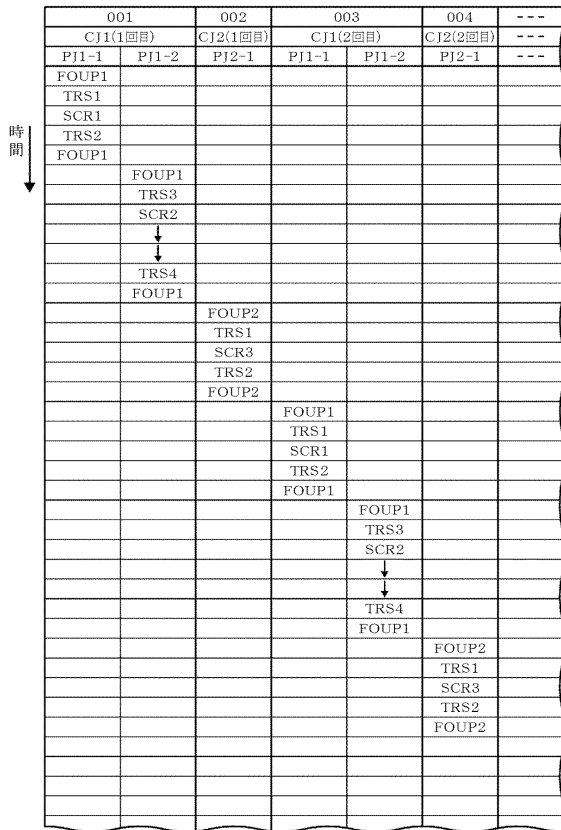 001 002 003 004 ---
CJ1(1回目) CJ2(1回目) CJ1(2回目) CJ2(2回目) ---
PJ1-1 PJ1-2 PJ2-1 PJ1-1 PJ1-2 PJ2-1 ---
時間
FOUP1
TRS1
SCR1
TRS2
FOUP1
FOUP1
TRS3
SCR2
↓
↓
TRS4
FOUP1
FOUP2
TRS1
SCR3
TRS2
FOUP2
FOUP1
TRS1
SCR1
TRS2
FOUP1
FOUP1
TRS3
SCR2
↓
↓
TRS4
FOUP1
FOUP2
TRS1
SCR3
TRS2
FOUP2